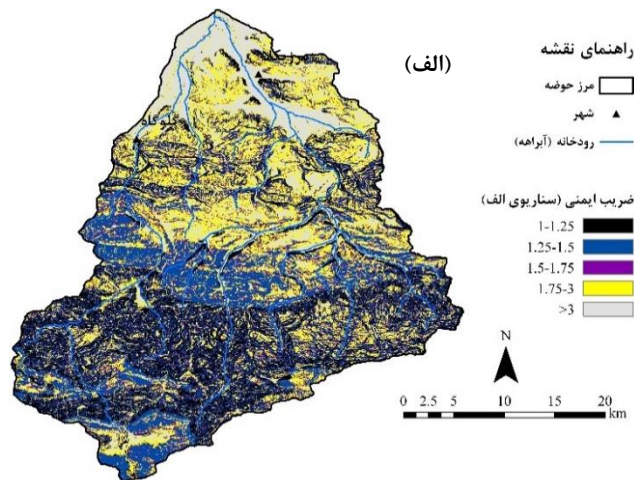 (الف)
راهنمای نقشه
مرز حوضه
شهر
رودخانه (آبراهه)
ضریب ایمنی (سناریوی الف)
1-1.25
1.25-1.5
1.5-1.75
1.75-3
>3
N
0 2.5 5 10 15 20
km